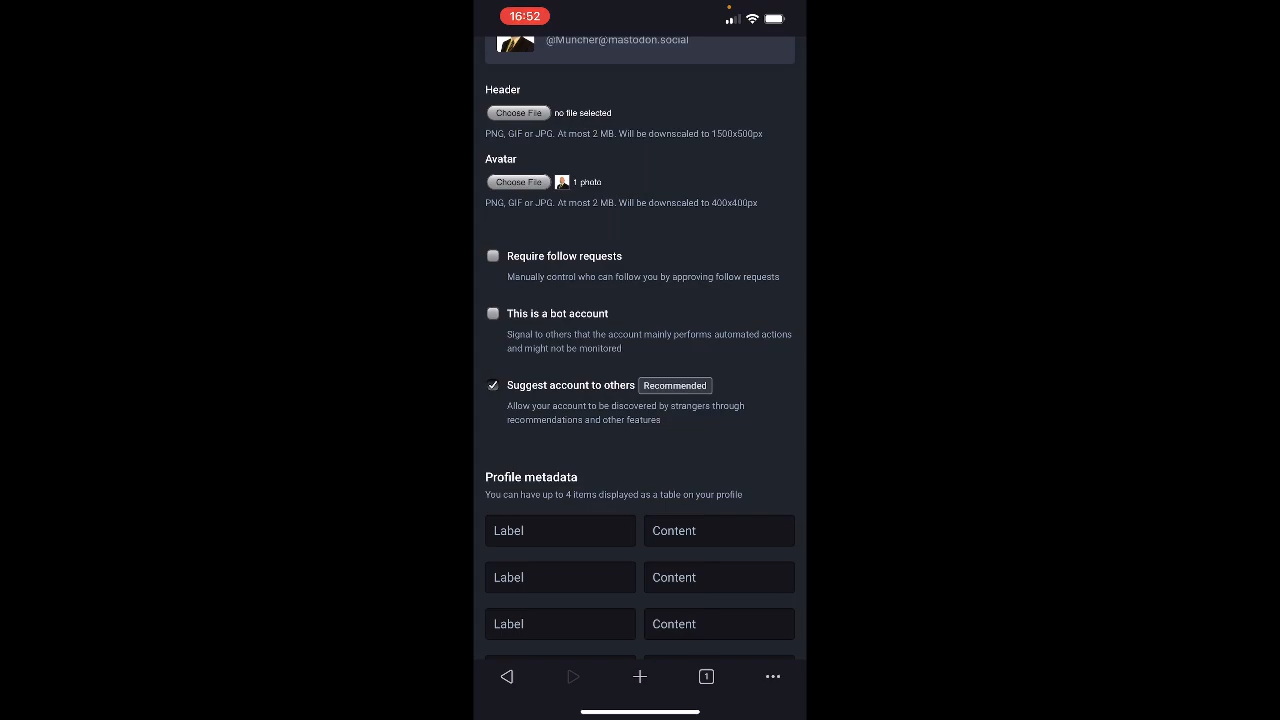 16:52
@Muncher@mastodon.social
Header
Choose File no file selected
PNG, GIF or JPG. At most 2 MB. Will be downscaled to 1500x500px
Avatar
Choose File 1 photo
PNG, GIF or JPG. At most 2 MB. Will be downscaled to 400x400px
Require follow requests
Manually control who can follow you by approving follow requests
This is a bot account
Signal to others that the account mainly performs automated actions
and might not be monitored
Suggest account to others Recommended
Allow your account to be discovered by strangers through
recommendations and other features
Profile metadata
You can have up to 4 items displayed as a table on your profile
Label Content
Label Content
Label Content
1